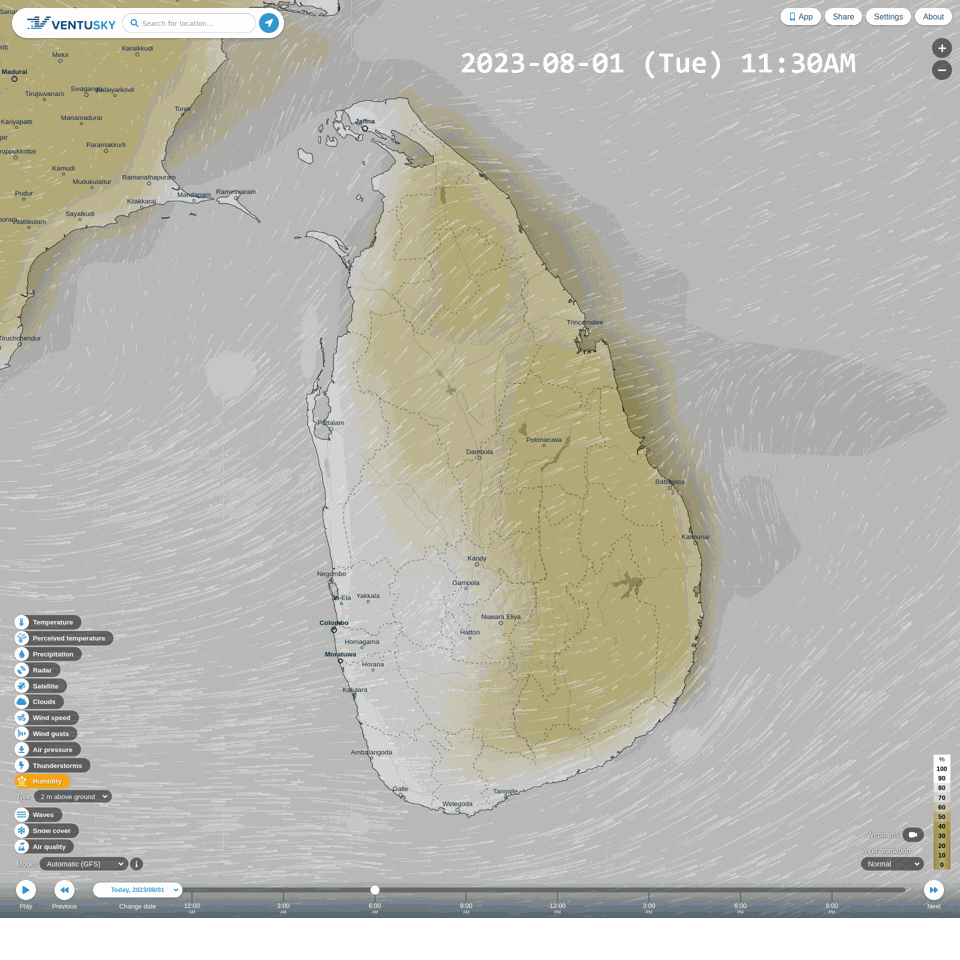 VENTUSKY
Search for location...
App
Share
Settings
About
2023-08-01 (Tue) 11:30AM
+
−
Karaikkudi
Melur
Madurai
Sivaganga
Kalaiyarkovil
Tirupuvanam
Tondi
Manamadurai
Kariyapatti
Paramakkudi
ruppukkottai
Kamudi
Mudukulattur
Ramanathapuram
Pudur
Mandapam
Rameswaram
Kilakkarai
Sayalkudi
Vilattikulam
Tiruchchendur
Jaffna
Trincomalee
Puttalam
Polonaruwa
Dambula
Batticaloa
Kalmunai
Kandy
Negombo
Gampola
Ja-Ela
Yakkala
Nuwara Eliya
Colombo
Hatton
Homagama
Moratuwa
Horana
Kalutara
Ambalangoda
Galle
Weligoda
Tangalle
Temperature
Perceived temperature
Precipitation
Radar
Satellite
Clouds
Wind speed
Wind gusts
Air pressure
Thunderstorms
Humidity
Type 2 m above ground
Waves
Snow cover
Air quality
Model Automatic (GFS) i
%
100
90
80
70
60
50
40
30
20
10
0
Webcams
Wind animation
Normal
Today, 2023/08/01
Play
Previous
Change date
12:00
AM
3:00
AM
6:00
AM
9:00
AM
12:00
PM
3:00
PM
6:00
PM
9:00
PM
Next